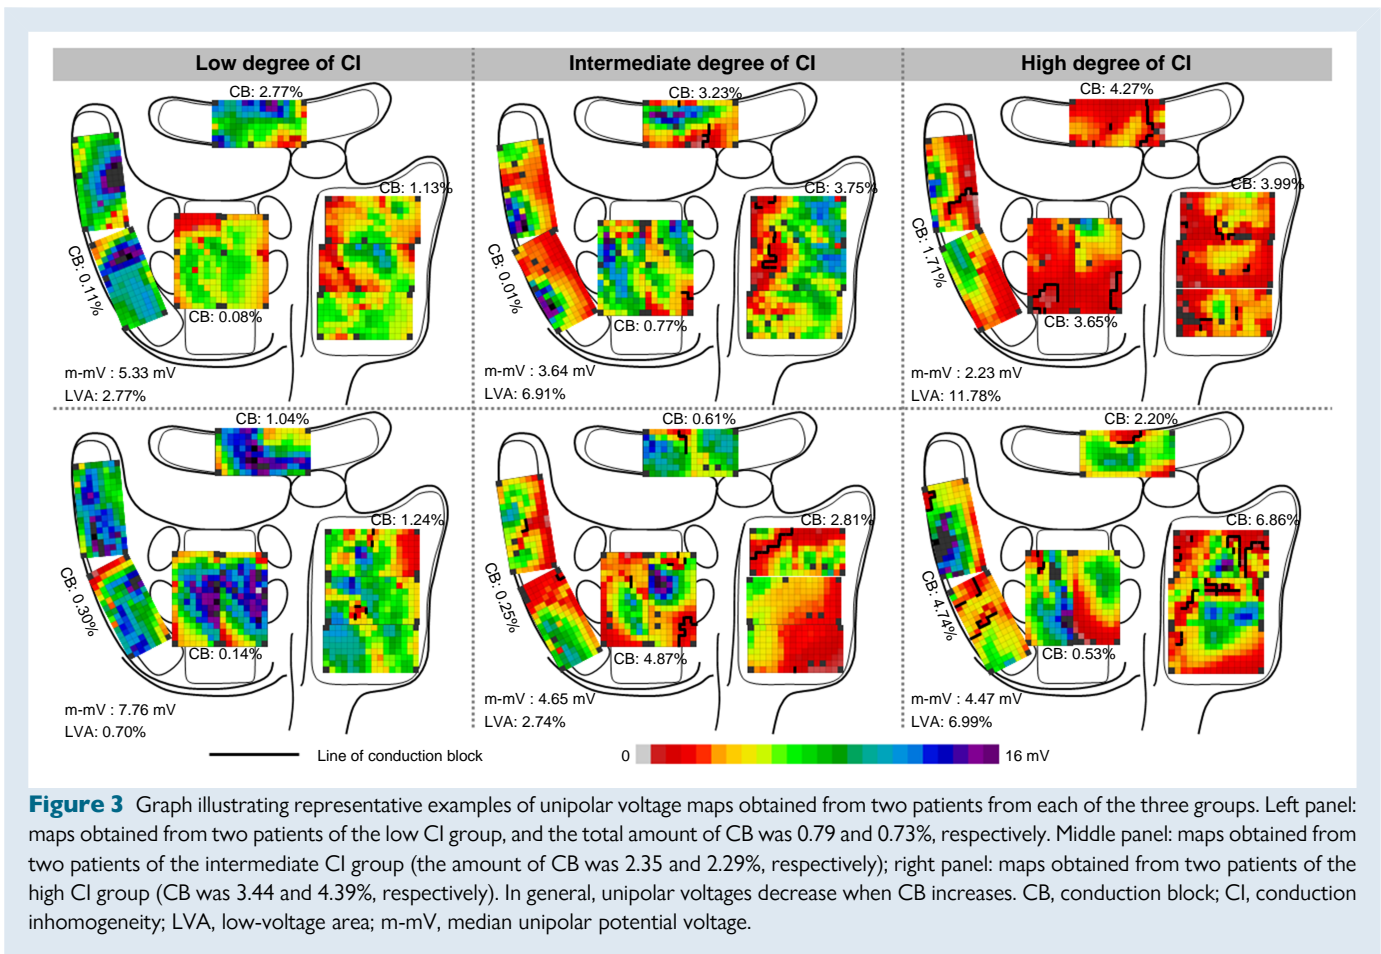 Low degree of CI
Intermediate degree of CI
High degree of CI
CB: 2.77%
CB: 1.13%
CB: 0.11%
CB: 0.08%
m-mV : 5.33 mV
LVA: 2.77%
CB: 3.23%
CB: 3.75%
CB: 0.01%
CB: 0.77%
m-mV : 3.64 mV
LVA: 6.91%
CB: 4.27%
CB: 3.99%
CB: 1.71%
CB: 3.65%
m-mV : 2.23 mV
LVA: 11.78%
CB: 1.04%
CB: 1.24%
CB: 0.30%
CB: 0.14%
m-mV : 7.76 mV
LVA: 0.70%
CB: 0.61%
CB: 2.81%
CB: 0.25%
CB: 4.87%
m-mV : 4.65 mV
LVA: 2.74%
CB: 2.20%
CB: 6.86%
CB: 4.74%
CB: 0.53%
m-mV : 4.47 mV
LVA: 6.99%
Line of conduction block
0
16 mV
Figure 3 Graph illustrating representative examples of unipolar voltage maps obtained from two patients from each of the three groups. Left panel:
maps obtained from two patients of the low CI group, and the total amount of CB was 0.79 and 0.73%, respectively. Middle panel: maps obtained from
two patients of the intermediate CI group (the amount of CB was 2.35 and 2.29%, respectively); right panel: maps obtained from two patients of the
high CI group (CB was 3.44 and 4.39%, respectively). In general, unipolar voltages decrease when CB increases. CB, conduction block; CI, conduction
inhomogeneity; LVA, low-voltage area; m-mV, median unipolar potential voltage.